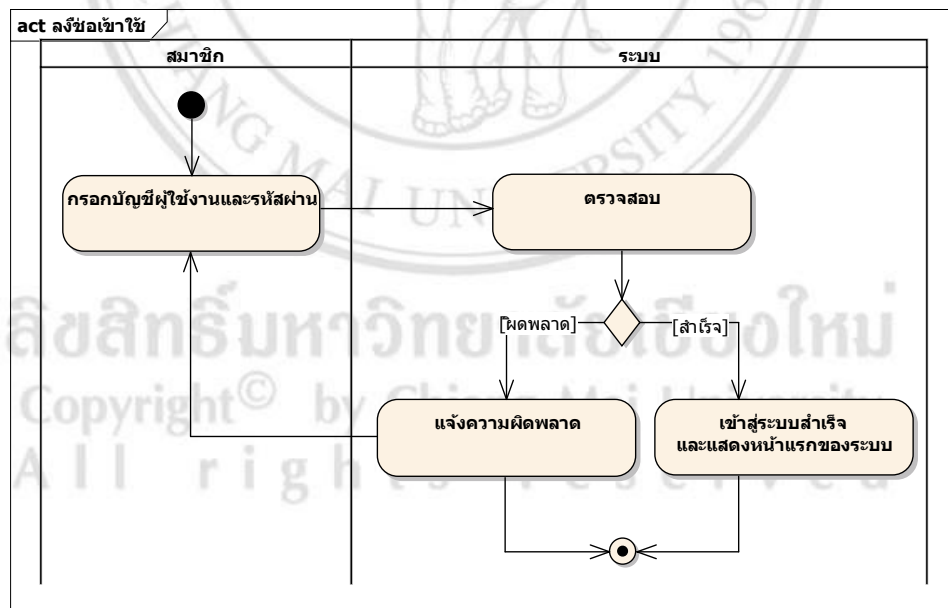 act ลงชื่อเข้าใช้
สมาชิก
ระบบ
กรอกบัญชีผู้ใช้งานและรหัสผ่าน
ตรวจสอบ
[ผิดพลาด]
[สำเร็จ]
แจ้งความผิดพลาด
เข้าสู่ระบบสำเร็จ
และแสดงหน้าแรกของระบบ
ลิขสิทธิ์มหาวิทยาลัยเชียงใหม่
Copyright© by Chiang Mai University
All rights reserved
CHIANG MAI UNIVERSITY 196